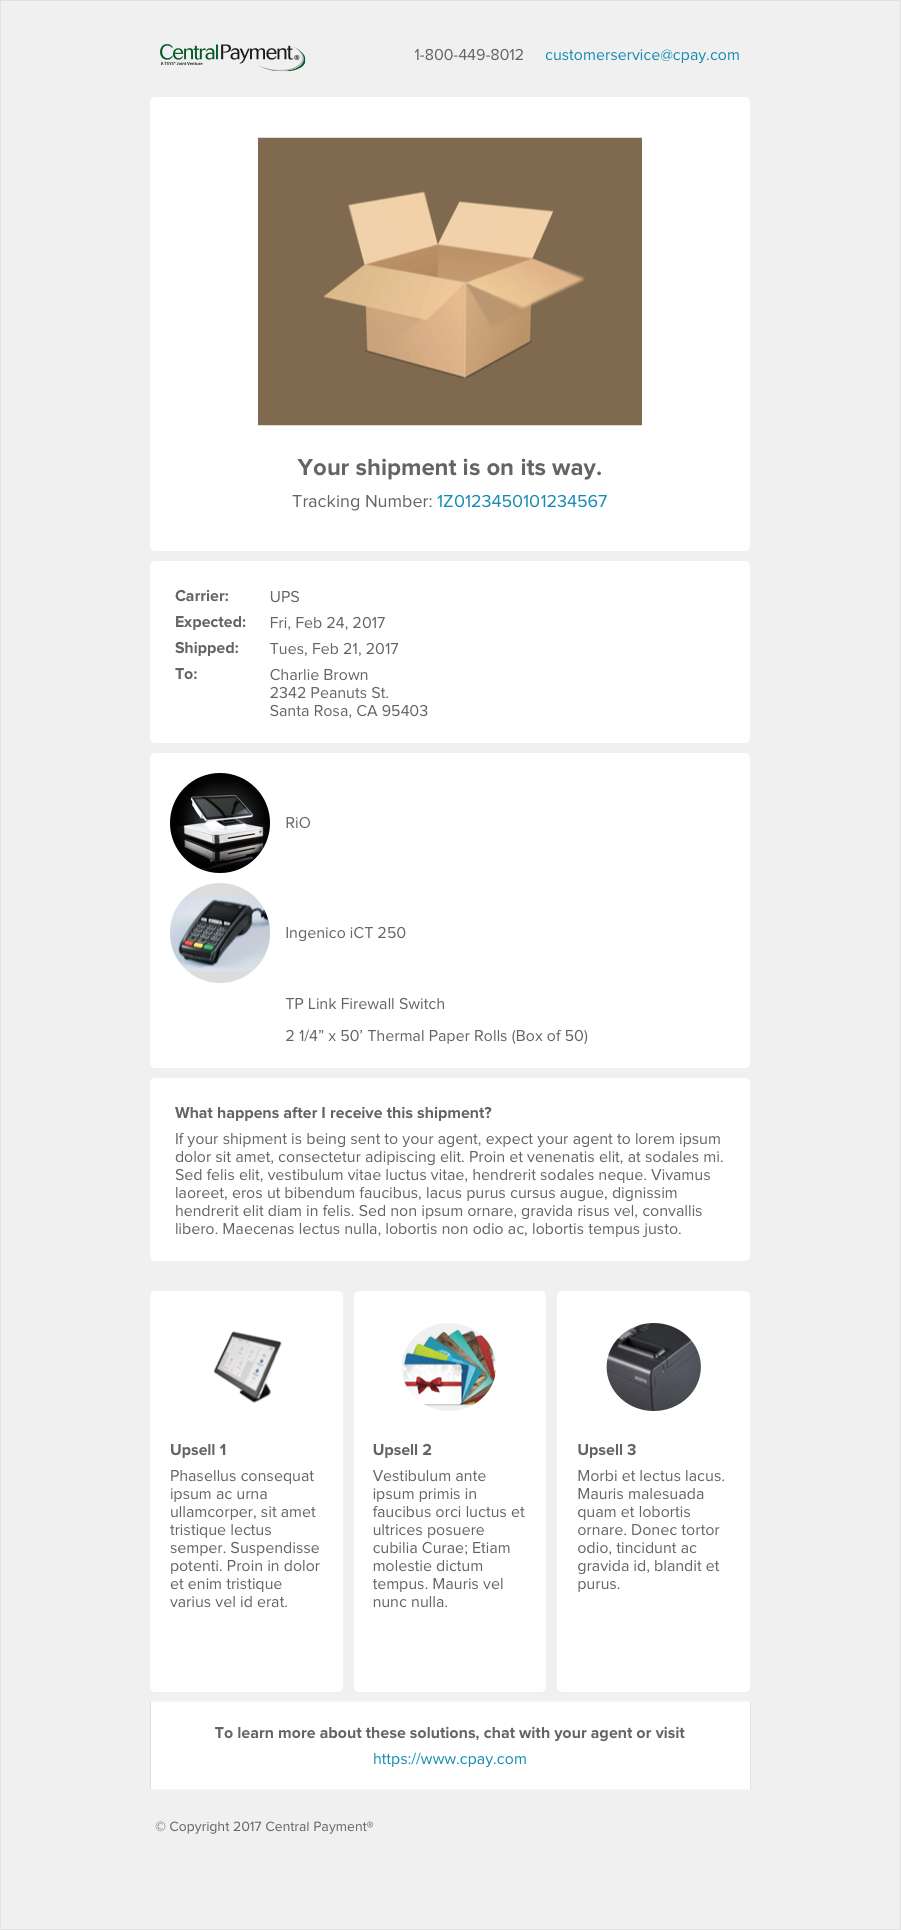 CentralPayment®
A TSYS® Joint Venture
1-800-449-8012 customerservice@cpay.com
Your shipment is on its way.
Tracking Number: 1Z0123450101234567
Carrier: UPS
Expected: Fri, Feb 24, 2017
Shipped: Tues, Feb 21, 2017
To: Charlie Brown
2342 Peanuts St.
Santa Rosa, CA 95403
RiO
Ingenico iCT 250
TP Link Firewall Switch
2 1/4” x 50’ Thermal Paper Rolls (Box of 50)
What happens after I receive this shipment?
If your shipment is being sent to your agent, expect your agent to lorem ipsum
dolor sit amet, consectetur adipiscing elit. Proin et venenatis elit, at sodales mi.
Sed felis elit, vestibulum vitae luctus vitae, hendrerit sodales neque. Vivamus
laoreet, eros ut bibendum faucibus, lacus purus cursus augue, dignissim
hendrerit elit diam in felis. Sed non ipsum ornare, gravida risus vel, convallis
libero. Maecenas lectus nulla, lobortis non odio ac, lobortis tempus justo.
Upsell 1
Phasellus consequat
ipsum ac urna
ullamcorper, sit amet
tristique lectus
semper. Suspendisse
potenti. Proin in dolor
et enim tristique
varius vel id erat.
Upsell 2
Vestibulum ante
ipsum primis in
faucibus orci luctus et
ultrices posuere
cubilia Curae; Etiam
molestie dictum
tempus. Mauris vel
nunc nulla.
Upsell 3
Morbi et lectus lacus.
Mauris malesuada
quam et lobortis
ornare. Donec tortor
odio, tincidunt ac
gravida id, blandit et
purus.
To learn more about these solutions, chat with your agent or visit
https://www.cpay.com
© Copyright 2017 Central Payment®